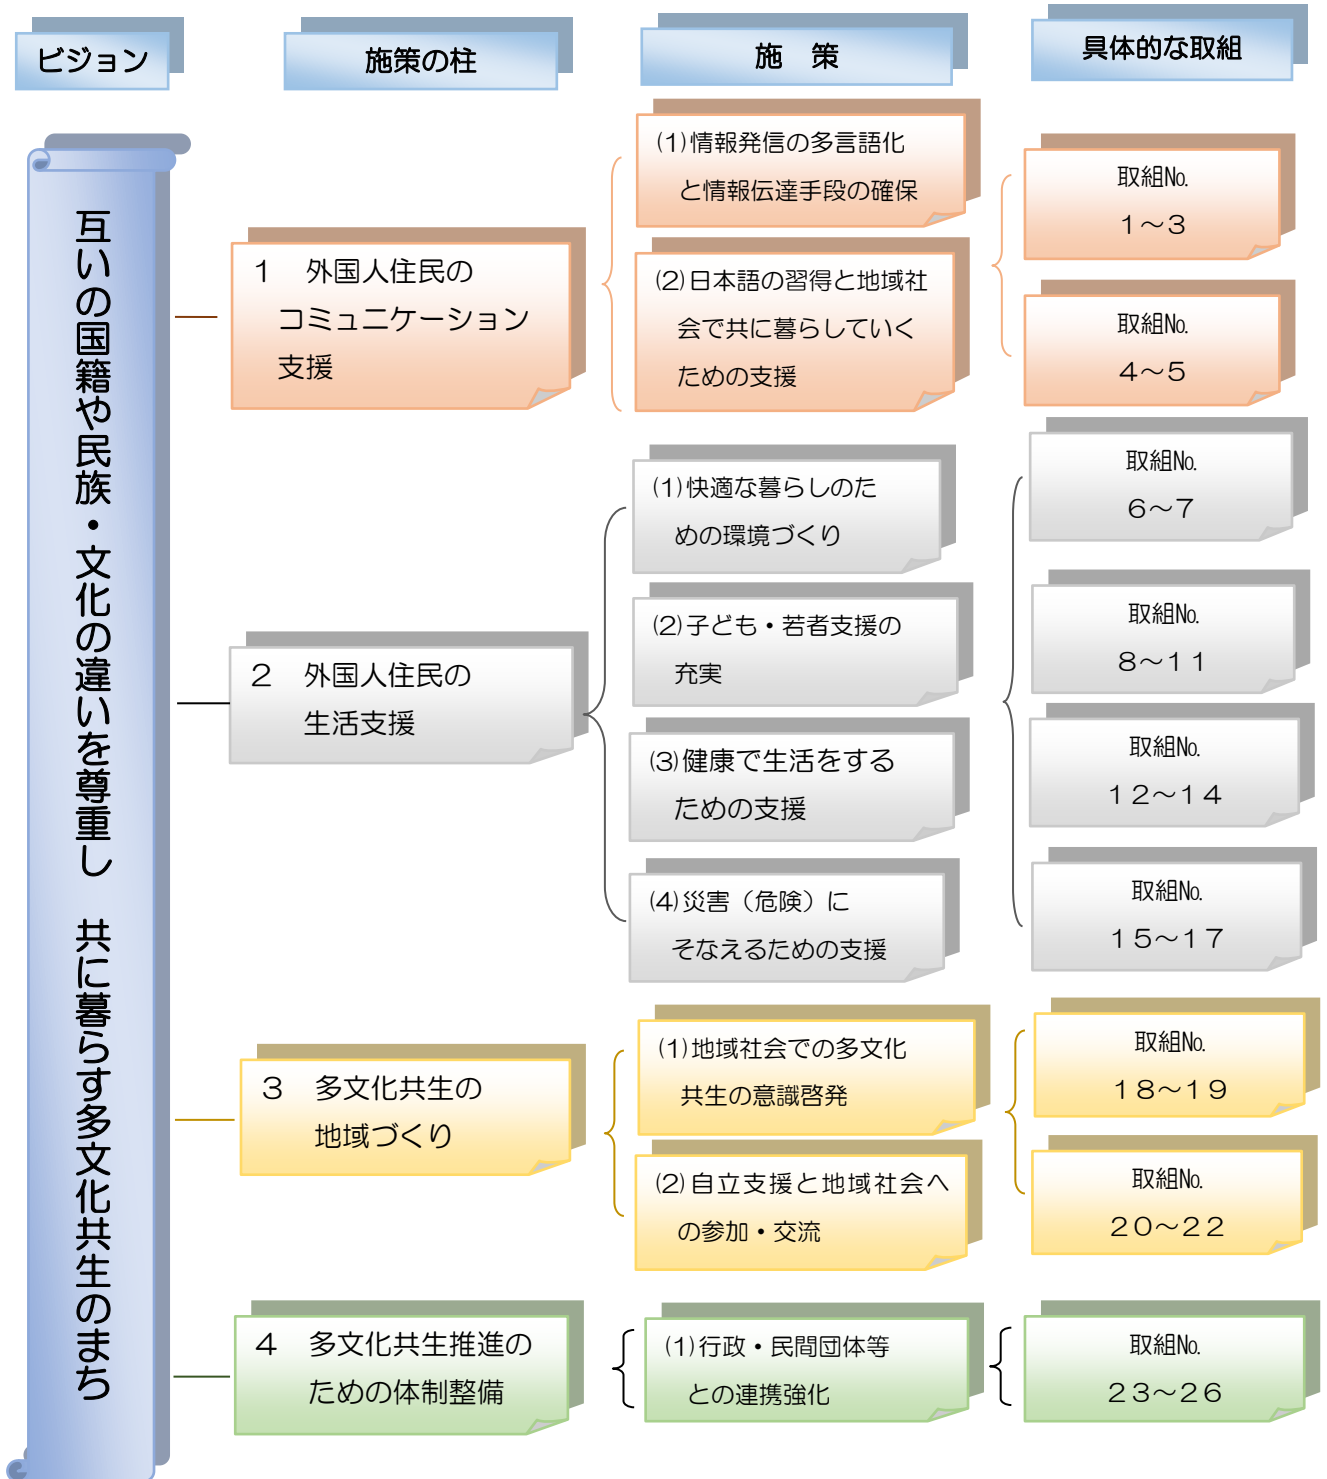 ビジョン
施策の柱
施　策
具体的な取組
互いの国籍や民族・文化の違いを尊重し　共に暮らす多文化共生のまち
１　外国人住民の
コミュニケーション
支援
(1)情報発信の多言語化
と情報伝達手段の確保
取組№
１～３
(2)日本語の習得と地域社
会で共に暮らしていく
ための支援
取組№
４～５
２　外国人住民の
生活支援
(1)快適な暮らしのた
めの環境づくり
取組№
６～７
(2)子ども・若者支援の
充実
取組№
８～１１
(3)健康で生活をする
ための支援
取組№
１２～１４
(4)災害（危険）に
そなえるための支援
取組№
１５～１７
３　多文化共生の
地域づくり
(1)地域社会での多文化
共生の意識啓発
取組№
１８～１９
(2)自立支援と地域社会へ
の参加・交流
取組№
２０～２２
４　多文化共生推進の
ための体制整備
(1)行政・民間団体等
との連携強化
取組№
２３～２６